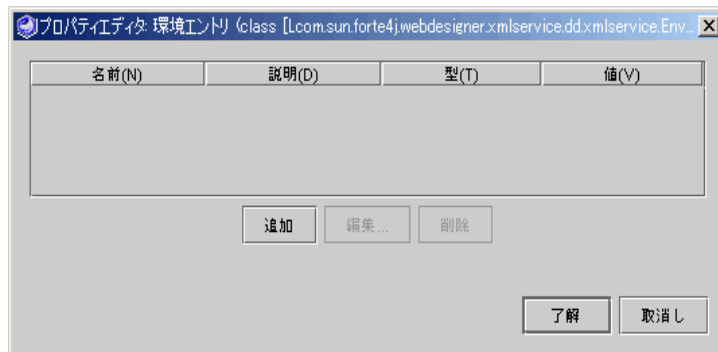 プロパティエディタ: 環境エントリ (class [Lcom.sun.forte4j.webdesigner.xmlservice.dd.xmlservice.Env...
名前(N) 説明(D) 型(T) 値(V)
追加 編集... 削除
了解 取消し